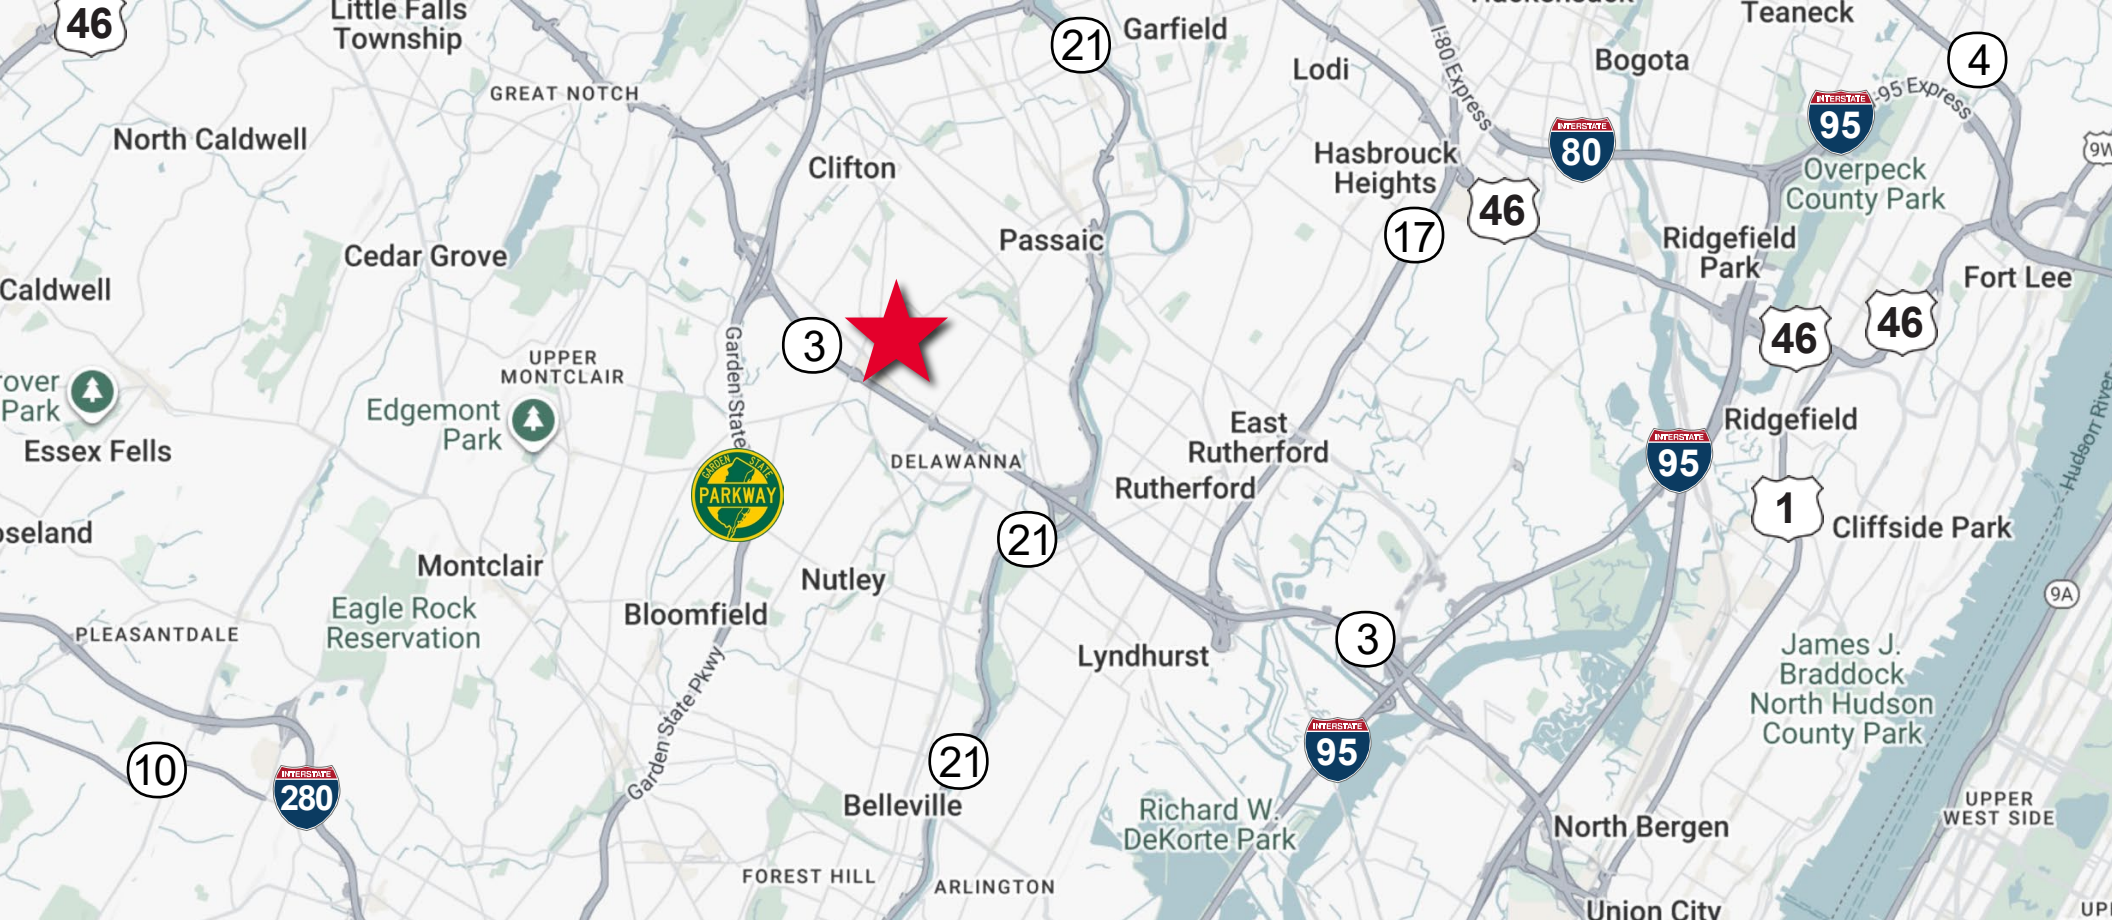 46
Little Falls
Township
21
Garfield
Teaneck
4
Bogota
Lodi
I-80 Express
GREAT NOTCH
INTERSTATE
95
-95 Express
INTERSTATE
80
North Caldwell
Clifton
Hasbrouck
Heights
9W
Overpeck
County Park
46
17
Passaic
Ridgefield
Park
Cedar Grove
Caldwell
Fort Lee
3
46
46
Garden State
UPPER
MONTCLAIR
rover
Park
Edgemont
Park
Essex Fells
Hudson River
East
Rutherford
Ridgefield
INTERSTATE
95
DELAWANNA
Rutherford
GARDEN STATE
PARKWAY
1
Cliffside Park
oseland
21
Montclair
Nutley
9A
Eagle Rock
Reservation
Bloomfield
PLEASANTDALE
3
Lyndhurst
James J.
Braddock
North Hudson
County Park
Garden State Pkwy
INTERSTATE
95
10
INTERSTATE
280
21
Belleville
Richard W.
DeKorte Park
UPPER
WEST SIDE
North Bergen
FOREST HILL
ARLINGTON
Union City
UP